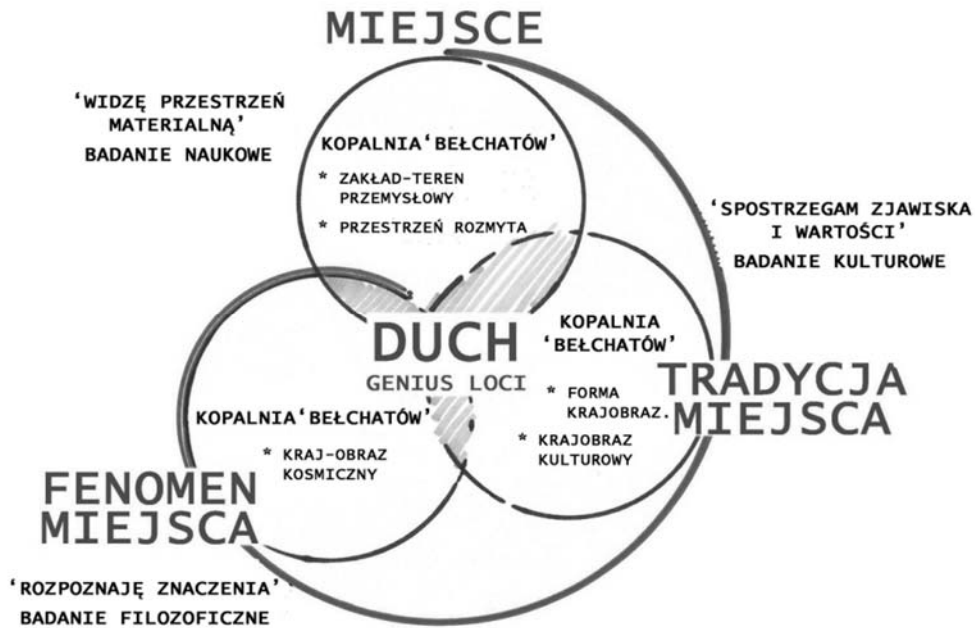 MIEJSCE
‘WIDZĘ PRZESTRZEŃ
MATERIALNĄ’
BADANIE NAUKOWE
KOPALNIA‘BEŁCHATÓW’
* ZAKŁAD-TEREN
PRZEMYSŁOWY
* PRZESTRZEŃ ROZMYTA
‘SPOSTRZEGAM ZJAWISKA
I WARTOŚCI’
BADANIE KULTUROWE
DUCH
GENIUS LOCI
KOPALNIA
‘BEŁCHATÓW’
* FORMA
KRAJOBRAZ.
* KRAJOBRAZ
KULTUROWY
TRADYCJA
MIEJSCA
KOPALNIA‘BEŁCHATÓW’
* KRAJ-OBRAZ
KOSMICZNY
FENOMEN
MIEJSCA
‘ROZPOZNAJĘ ZNACZENIA’
BADANIE FILOZOFICZNE